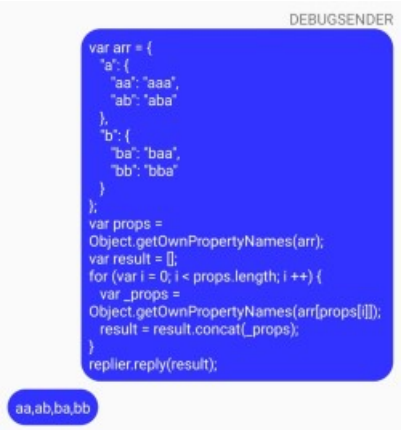 DEBUGSENDER
var arr = {
"a": {
"aa": "aaa",
"ab": "aba"
},
"b": {
"ba": "baa",
"bb": "bba"
}
};
var props =
Object.getOwnPropertyNames(arr);
var result = [];
for (var i = 0; i < props.length; i ++) {
var _props =
Object.getOwnPropertyNames(arr[props[i]]);
result = result.concat(_props);
}
replier.reply(result);
aa,ab,ba,bb